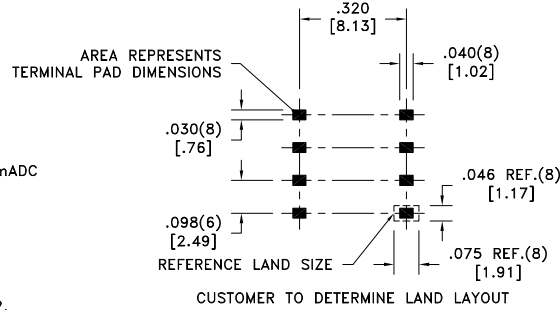 .320
[8.13]
AREA REPRESENTS
TERMINAL PAD DIMENSIONS
.040(8)
[1.02]
.030(8)
[.76]
mADC
.046 REF.(8)
[1.17]
.098(6)
[2.49]
.075 REF.(8)
[1.91]
REFERENCE LAND SIZE
CUSTOMER TO DETERMINE LAND LAYOUT